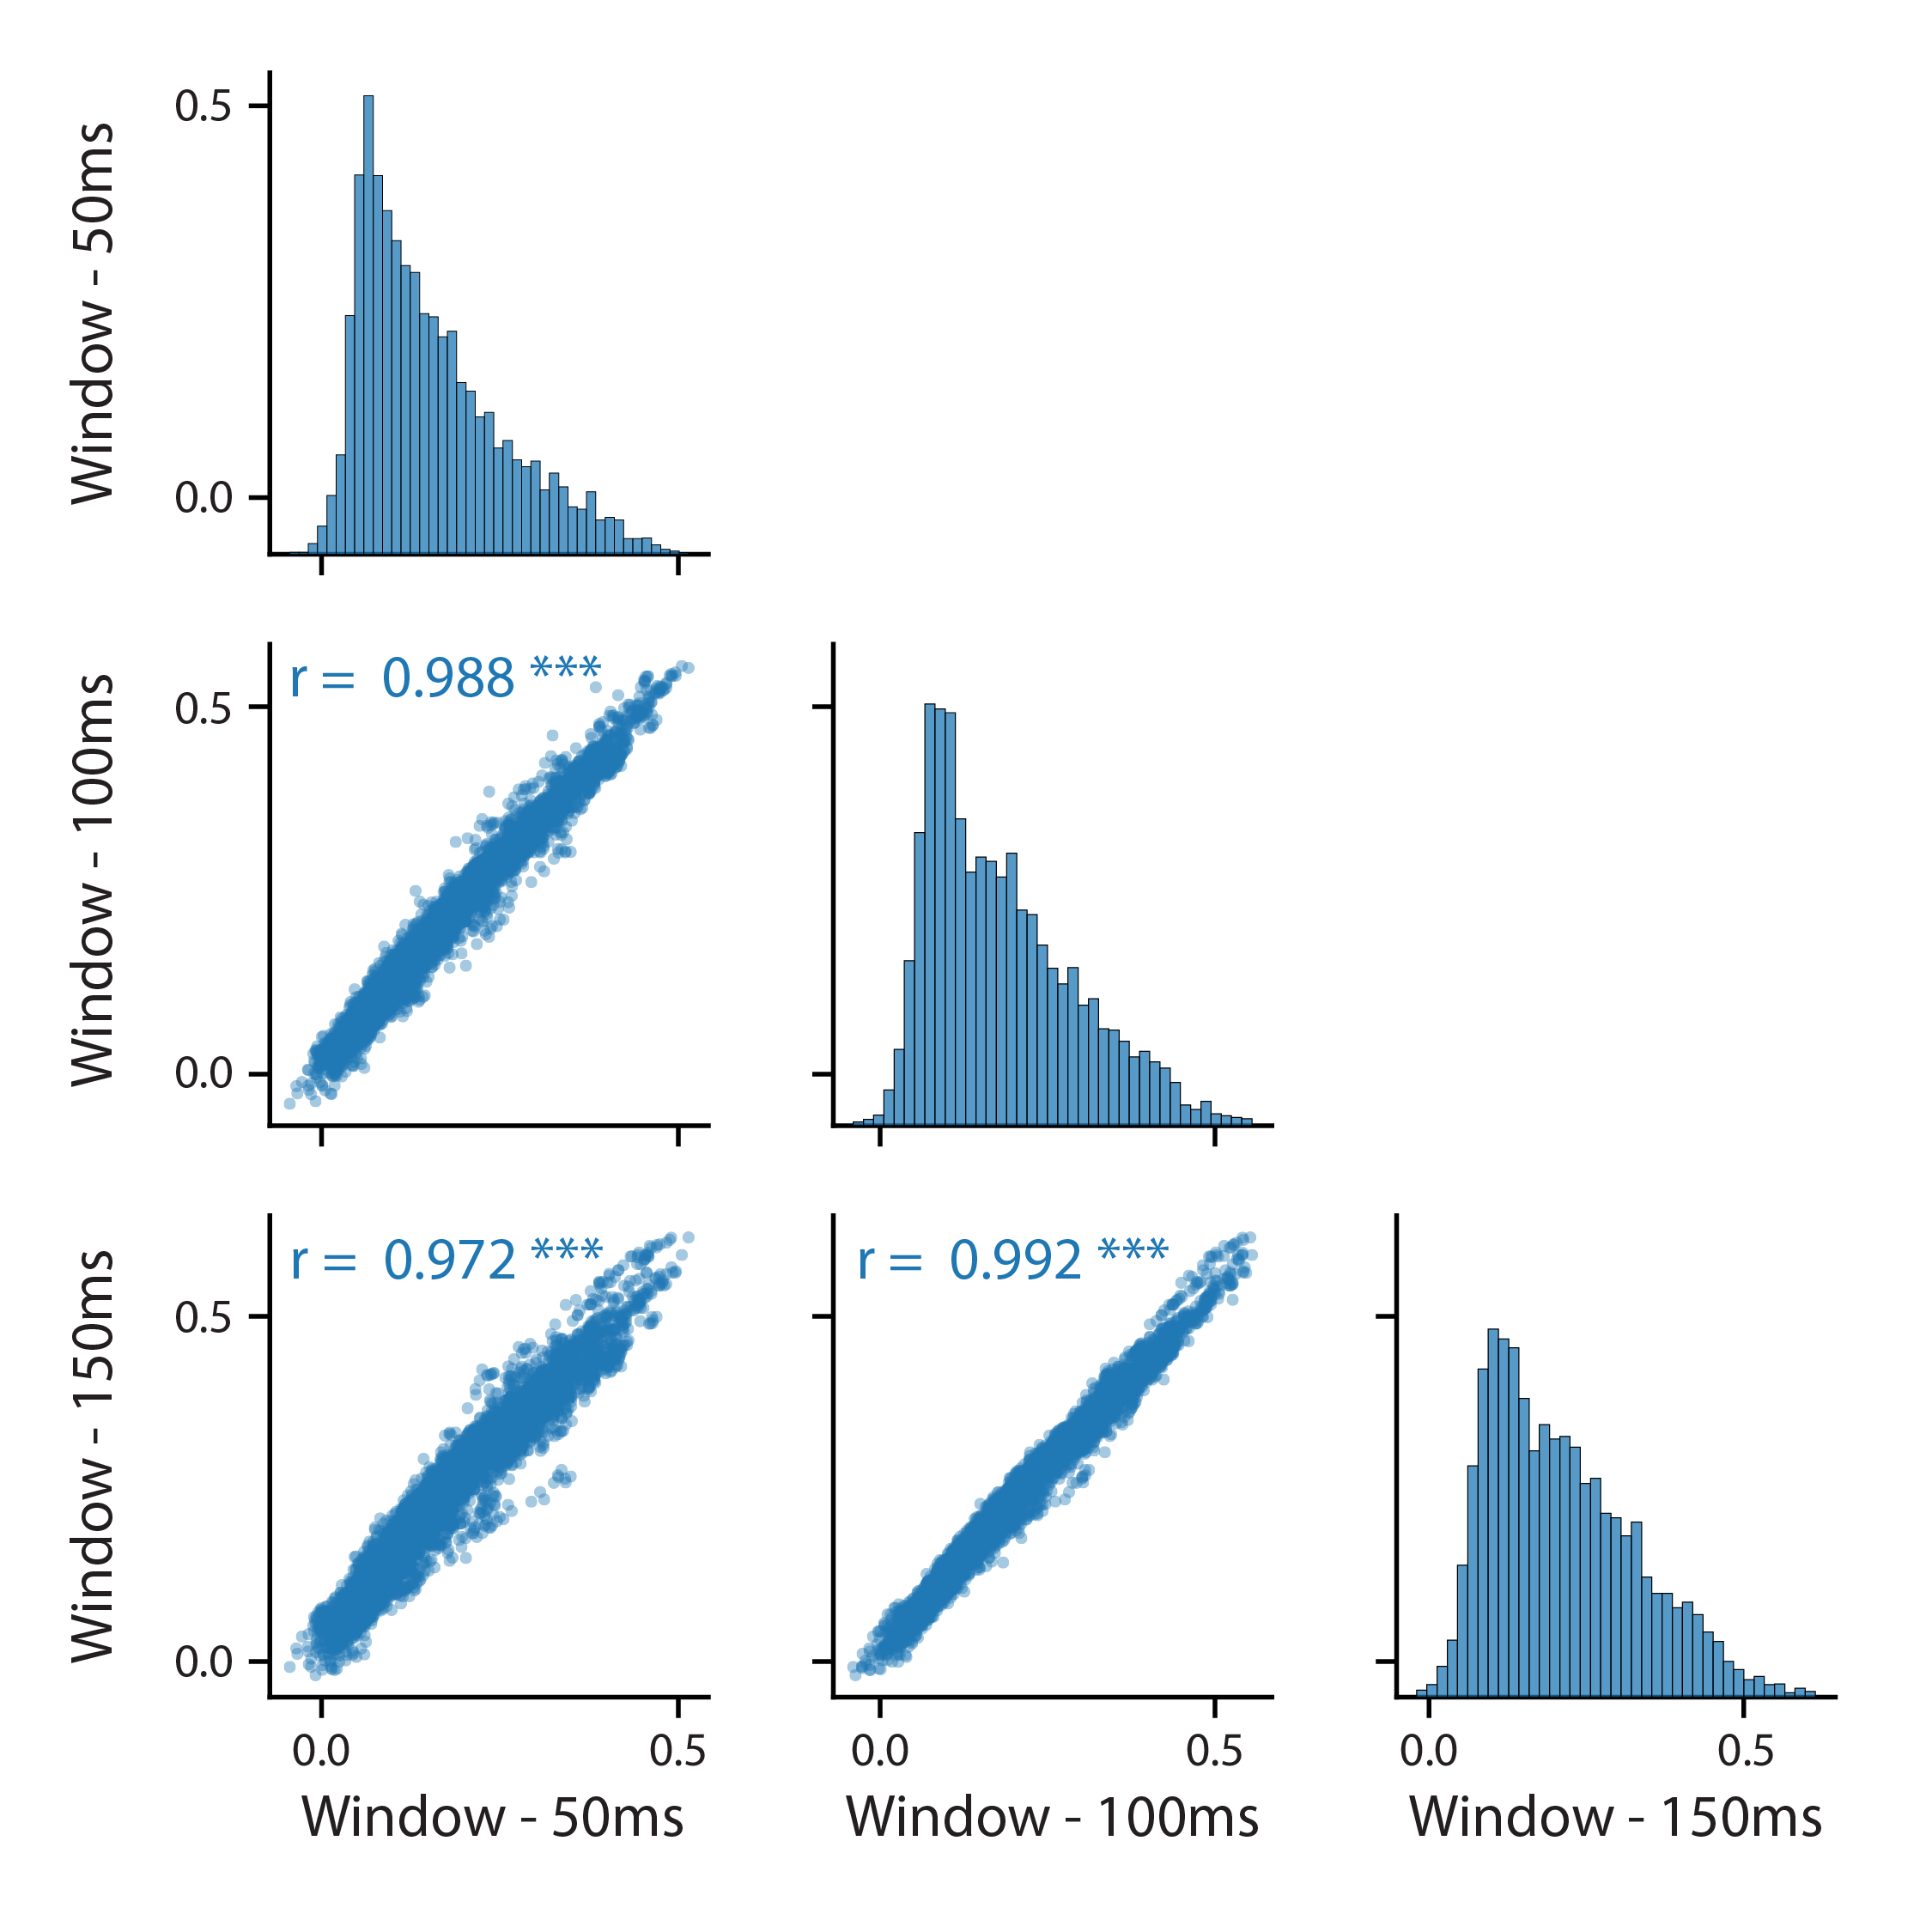 Window - 50ms
0.5
0.0
Window - 100ms
0.5
0.0
r = 0.988 ***
Window - 150ms
0.5
0.0
r = 0.972 ***
r = 0.992 ***
0.0 0.5 0.0 0.5 0.0 0.5
Window - 50ms Window - 100ms Window - 150ms